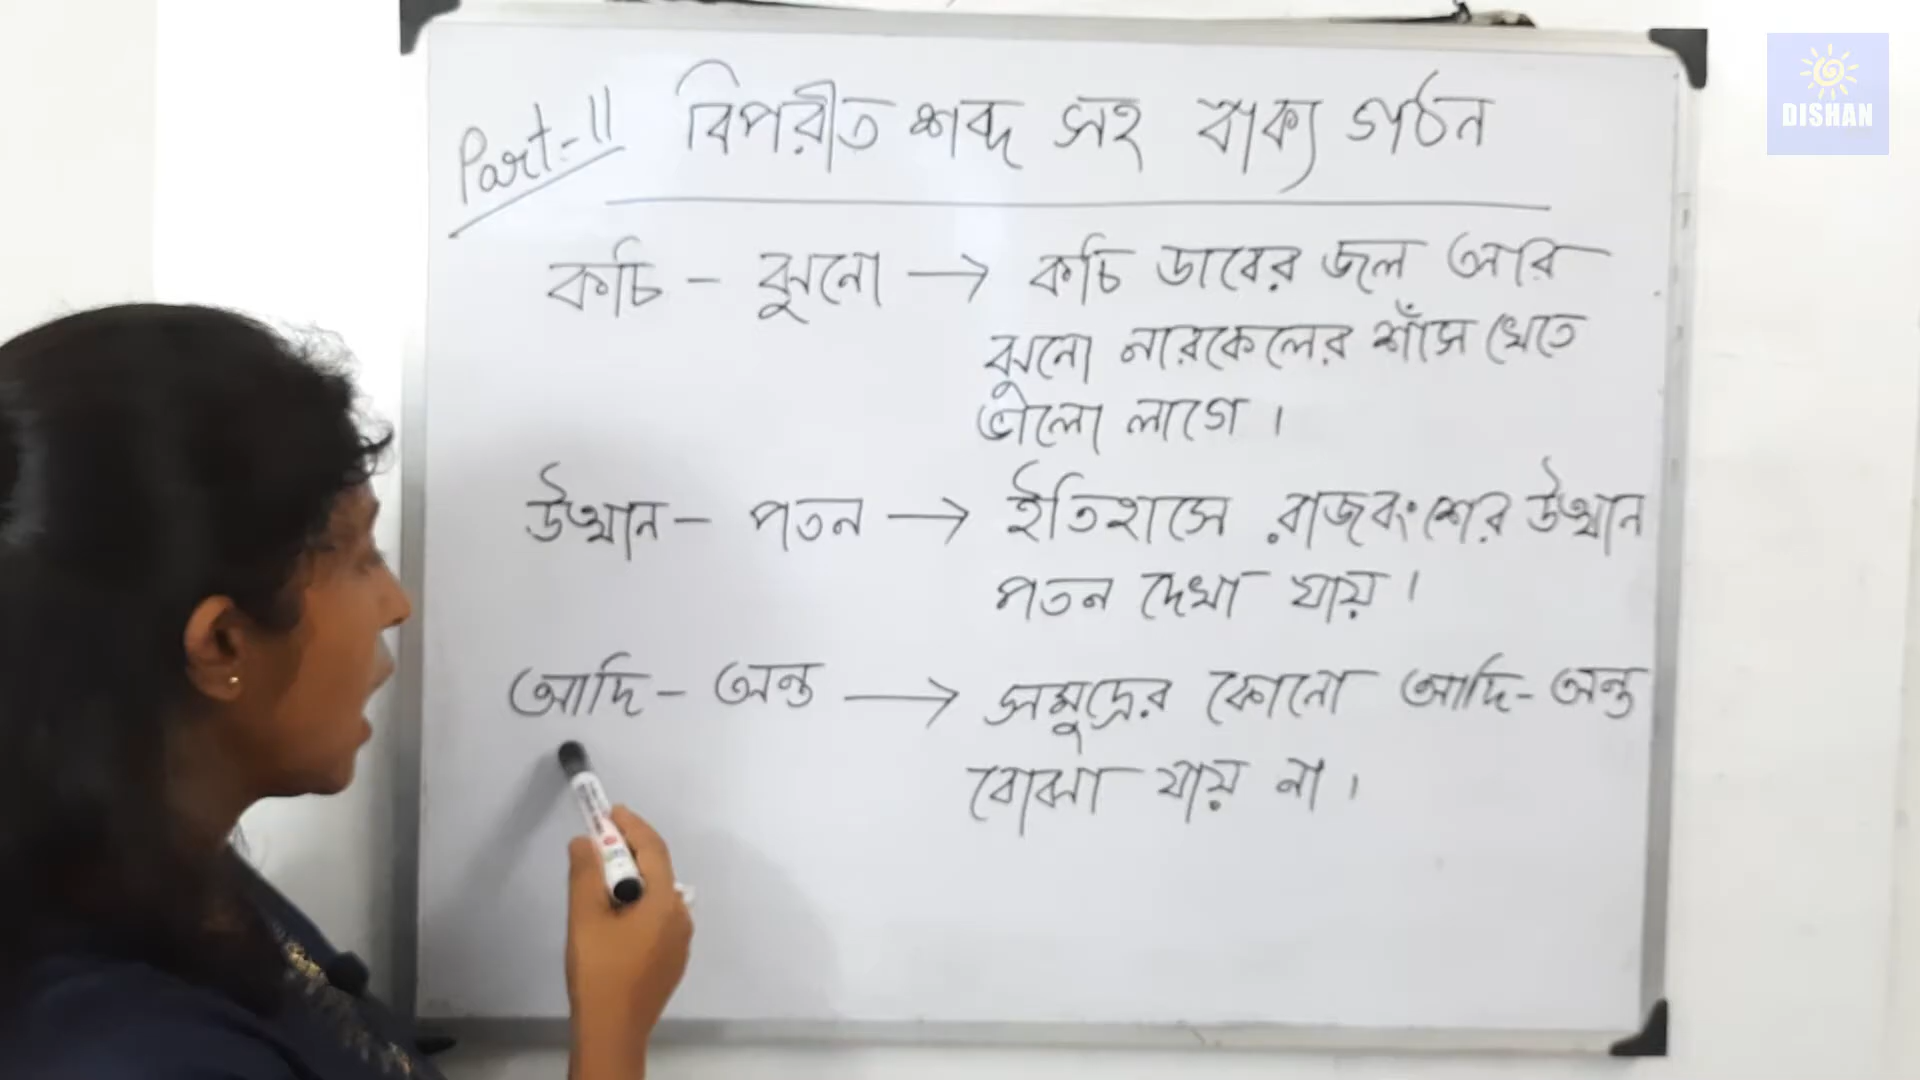 Part-II বিপরীত শব্দ সহ বাক্য গঠন
DISHAN
কচি - ঝুনো → কচি ডাবের জল আর
ঝুনো নারকেলের শাঁস খেতে
ভালো লাগে ।
উত্থান - পতন → ইতিহাসে রাজবংশের উত্থান
পতন দেখা যায় ।
আদি - অন্ত → সমুদ্রের কোনো আদি-অন্ত
বোঝা যায় না ।